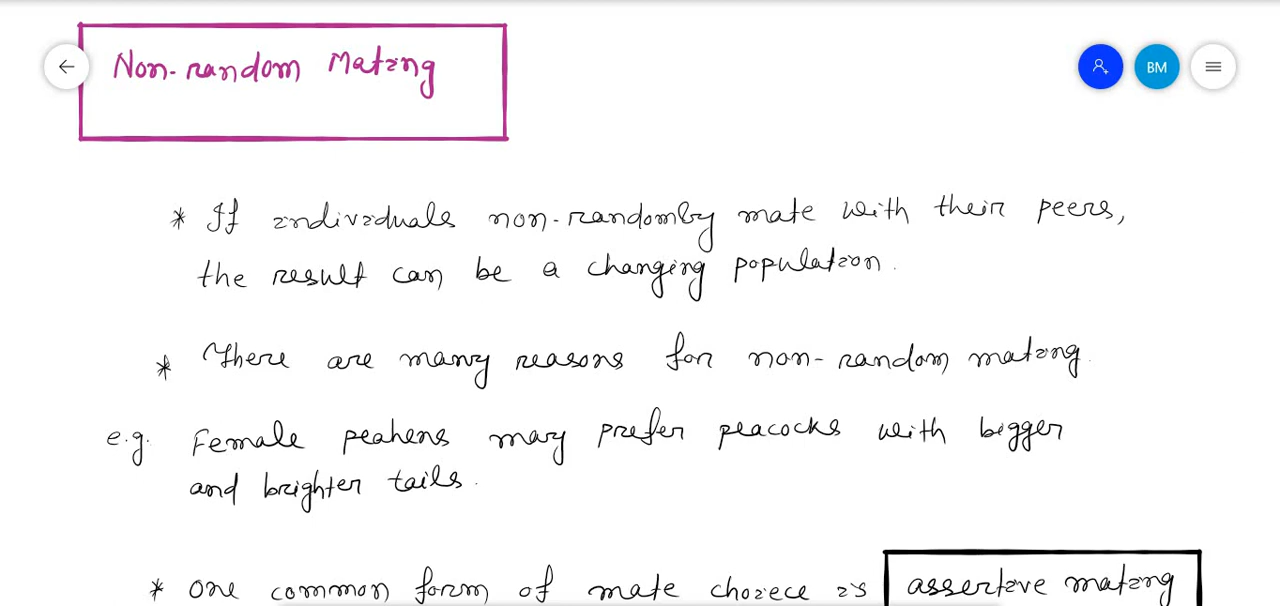 Non-random Mating
BM
* If individuals non-randomly mate with their peers,
the result can be a changing population.
* There are many reasons for non-random mating.
e.g. Female peahens may prefer peacocks with bigger
and brighter tails.
* One common form of mate choice is assertive mating